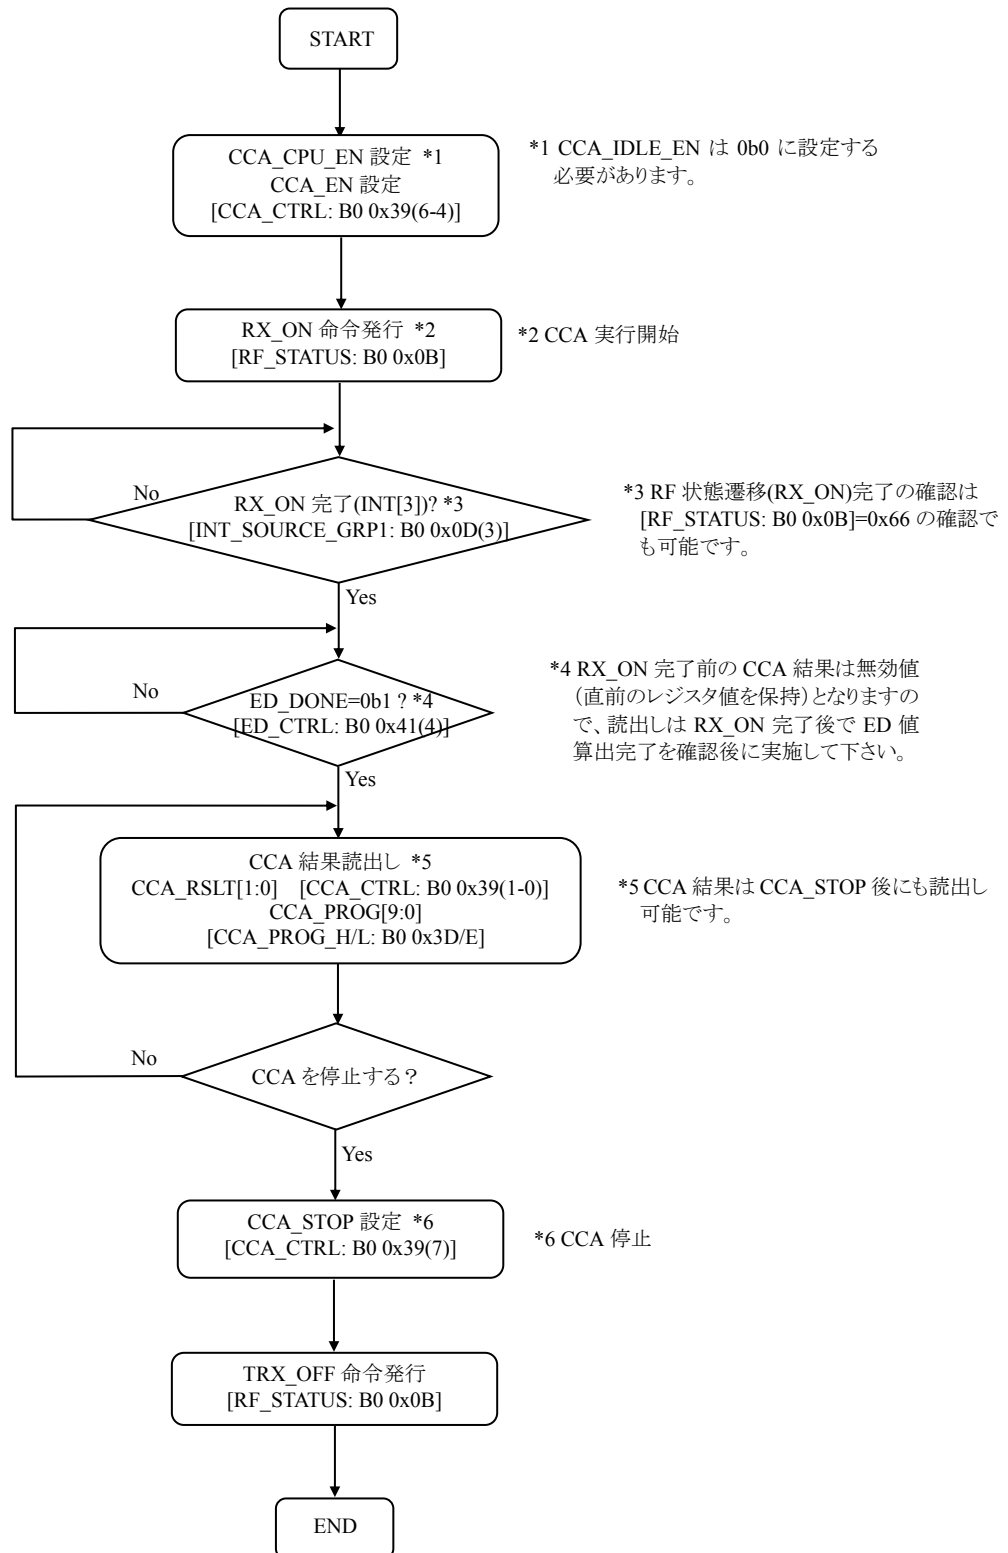 START
CCA_CPU_EN 設定 *1
CCA_EN 設定
[CCA_CTRL: B0 0x39(6-4)]
*1 CCA_IDLE_EN は 0b0 に設定する
必要があります。
RX_ON 命令発行 *2
[RF_STATUS: B0 0x0B]
*2 CCA 実行開始
No
RX_ON 完了(INT[3])? *3
[INT_SOURCE_GRP1: B0 0x0D(3)]
*3 RF 状態遷移(RX_ON)完了の確認は
[RF_STATUS: B0 0x0B]=0x66 の確認で
も可能です。
Yes
No
ED_DONE=0b1 ? *4
[ED_CTRL: B0 0x41(4)]
*4 RX_ON 完了前の CCA 結果は無効値
（直前のレジスタ値を保持）となりますの
で、読出しは RX_ON 完了後で ED 値
算出完了を確認後に実施して下さい。
Yes
CCA 結果読出し *5
CCA_RSLT[1:0] [CCA_CTRL: B0 0x39(1-0)]
CCA_PROG[9:0]
[CCA_PROG_H/L: B0 0x3D/E]
*5 CCA 結果は CCA_STOP 後にも読出し
可能です。
No
CCA を停止する？
Yes
CCA_STOP 設定 *6
[CCA_CTRL: B0 0x39(7)]
*6 CCA 停止
TRX_OFF 命令発行
[RF_STATUS: B0 0x0B]
END